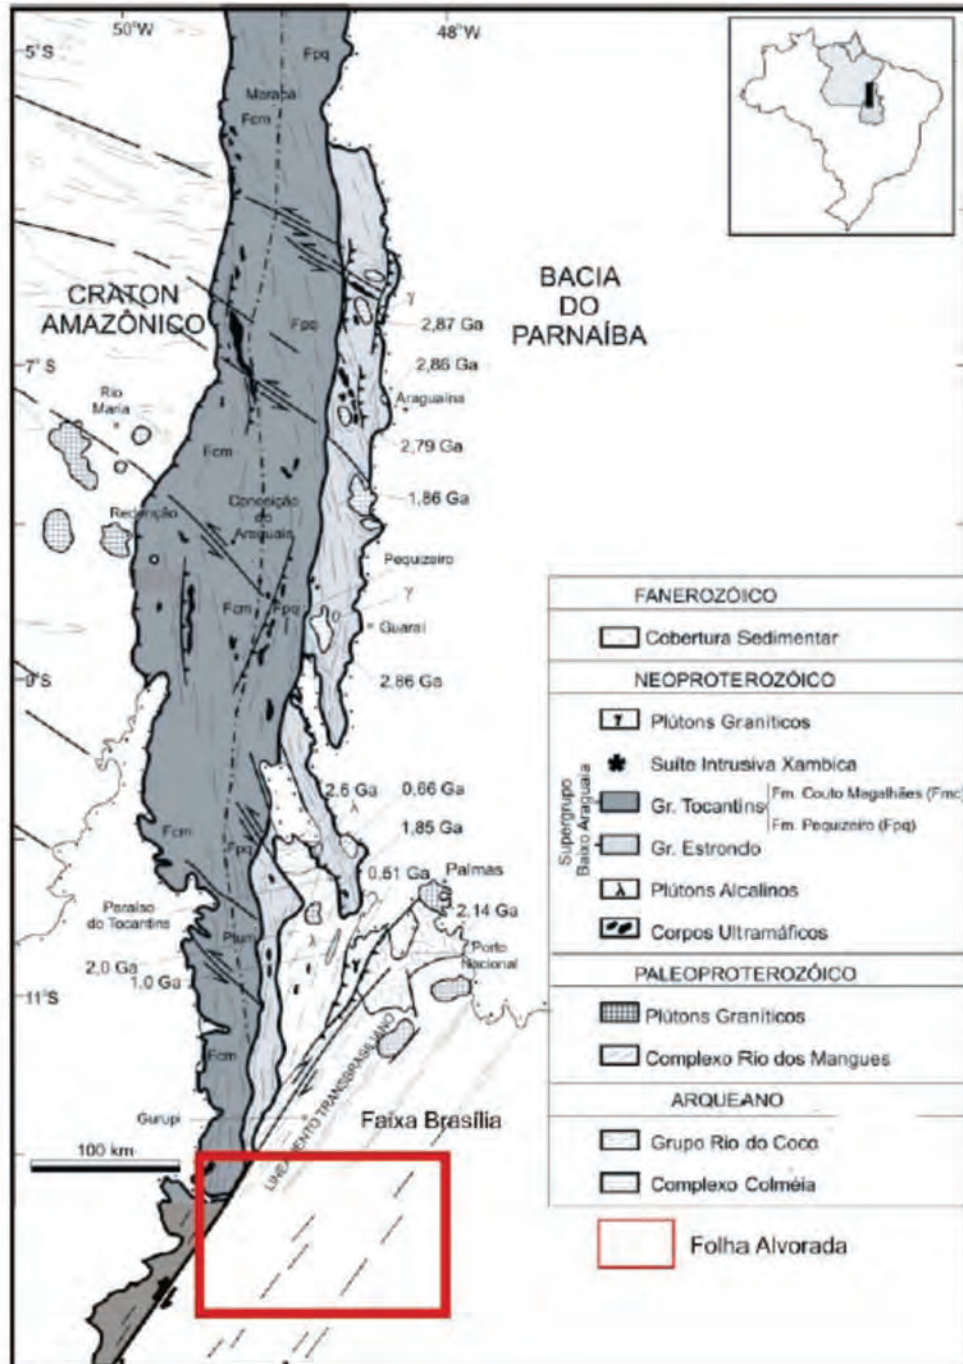 50°W
48°W
5°S
Fpq
Marabá
Fcm
CRATON
AMAZÔNICO
BACIA
DO
PARNAÍBA
γ
Fpq
2,87 Ga
7°S
2,86 Ga
Rio
Maria
Araguaína
Fcm
2,79 Ga
1,86 Ga
Redenção
Conceição
do
Araguaia
Pequizeiro
γ
Fcm
Fpq
Guaraí
9°S
2,86 Ga
2,6 Ga
0,66 Ga
λ
1,85 Ga
Fcm
Fpq
0,51 Ga
Palmas
Paraíso
do Tocantins
2,14 Ga
λ
Porto
Nacional
2,0 Ga
1,0 Ga
γ
11°S
Fcm
LINEAMENTO TRANSBRASILIANO
Gurupi
Faixa Brasília
100 km
FANEROZÓICO
Cobertura Sedimentar
NEOPROTEROZÓICO
γ Plútons Graníticos
Suíte Intrusiva Xambica
Supergrupo
Baixo Araguaia
Gr. Tocantins
Fm. Couto Magalhães (Fmc)
Fm. Pequizeiro (Fpq)
Gr. Estrondo
λ Plútons Alcalinos
Corpos Ultramáficos
PALEOPROTEROZÓICO
Plútons Graníticos
Complexo Rio dos Mangues
ARQUEANO
Grupo Rio do Coco
Complexo Colméia
Folha Alvorada